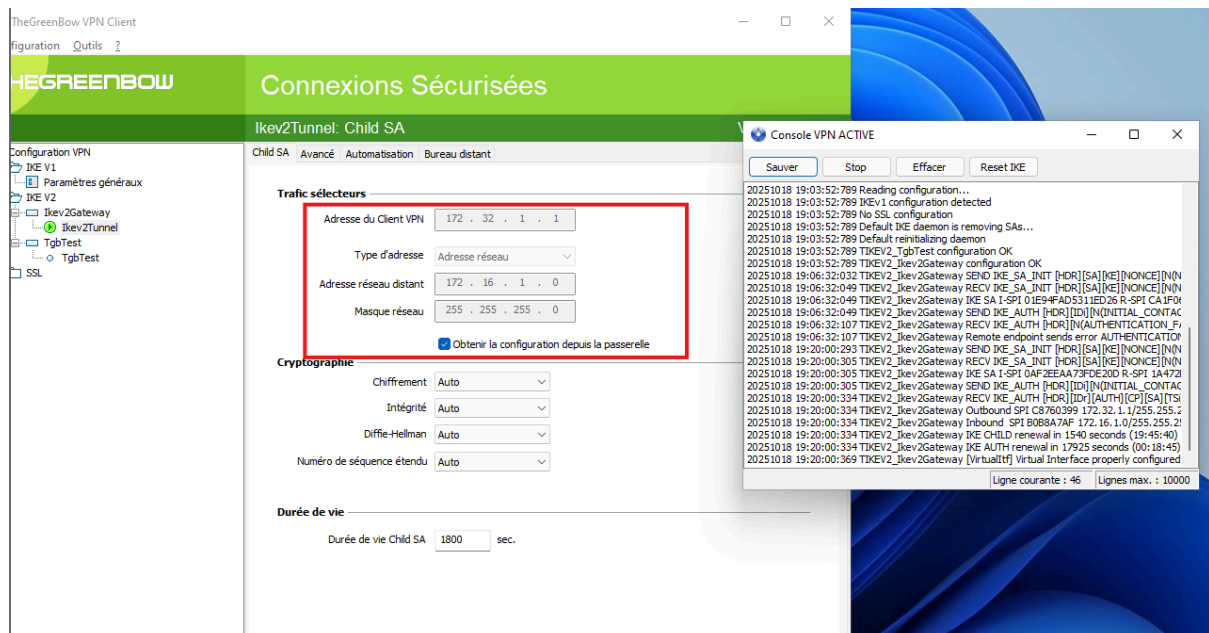 TheGreenBow VPN Client
figuration Outils ?
HEGREENBOW
Connexions Sécurisées
Ikev2Tunnel: Child SA
Configuration VPN
IKE V1
Paramètres généraux
IKE V2
Ikev2Gateway
Ikev2Tunnel
TgbTest
TgbTest
SSL
Child SA Avancé Automatisation Bureau distant
Trafic sélecteurs
Adresse du Client VPN 172 . 32 . 1 . 1
Type d'adresse Adresse réseau
Adresse réseau distant 172 . 16 . 1 . 0
Masque réseau 255 . 255 . 255 . 0
Obtenir la configuration depuis la passerelle
Cryptographie
Chiffrement Auto
Intégrité Auto
Diffie-Hellman Auto
Numéro de séquence étendu Auto
Durée de vie
Durée de vie Child SA 1800 sec.
Console VPN ACTIVE
Sauver Stop Effacer Reset IKE
20251018 19:03:52:789 Reading configuration...
20251018 19:03:52:789 IKEv1 configuration detected
20251018 19:03:52:789 No SSL configuration
20251018 19:03:52:789 Default IKE daemon is removing SAs...
20251018 19:03:52:789 Default reinitializing daemon
20251018 19:03:52:789 TIKEV2_TgbTest configuration OK
20251018 19:03:52:789 TIKEV2_Ikev2Gateway configuration OK
20251018 19:06:32:032 TIKEV2_Ikev2Gateway SEND IKE_SA_INIT [HDR][SA][KE][NONCE][N(N
20251018 19:06:32:049 TIKEV2_Ikev2Gateway RECV IKE_SA_INIT [HDR][SA][KE][NONCE][N(N
20251018 19:06:32:049 TIKEV2_Ikev2Gateway IKE SA I-SPI 01E94FAD5311ED26 R-SPI CA1F06
20251018 19:06:32:049 TIKEV2_Ikev2Gateway SEND IKE_AUTH [HDR][IDi][N(INITIAL_CONTAC
20251018 19:06:32:107 TIKEV2_Ikev2Gateway RECV IKE_AUTH [HDR][N(AUTHENTICATION_FA
20251018 19:06:32:107 TIKEV2_Ikev2Gateway Remote endpoint sends error AUTHENTICATION
20251018 19:20:00:293 TIKEV2_Ikev2Gateway SEND IKE_SA_INIT [HDR][SA][KE][NONCE][N(N
20251018 19:20:00:305 TIKEV2_Ikev2Gateway RECV IKE_SA_INIT [HDR][SA][KE][NONCE][N(N
20251018 19:20:00:305 TIKEV2_Ikev2Gateway IKE SA I-SPI 0AF2EEAA73FDE20D R-SPI 1A472
20251018 19:20:00:305 TIKEV2_Ikev2Gateway SEND IKE_AUTH [HDR][IDi][N(INITIAL_CONTAC
20251018 19:20:00:334 TIKEV2_Ikev2Gateway RECV IKE_AUTH [HDR][IDr][AUTH][CP][SA][TSi
20251018 19:20:00:334 TIKEV2_Ikev2Gateway Outbound SPI C8760399 172.32.1.1/255.255.2
20251018 19:20:00:334 TIKEV2_Ikev2Gateway Inbound SPI B0B8A7AF 172.16.1.0/255.255.2
20251018 19:20:00:334 TIKEV2_Ikev2Gateway IKE CHILD renewal in 1540 seconds (19:45:40)
20251018 19:20:00:334 TIKEV2_Ikev2Gateway IKE AUTH renewal in 17925 seconds (00:18:45)
20251018 19:20:00:369 TIKEV2_Ikev2Gateway [VirtualItf] Virtual Interface properly configured
Ligne courante : 46 Lignes max. : 10000